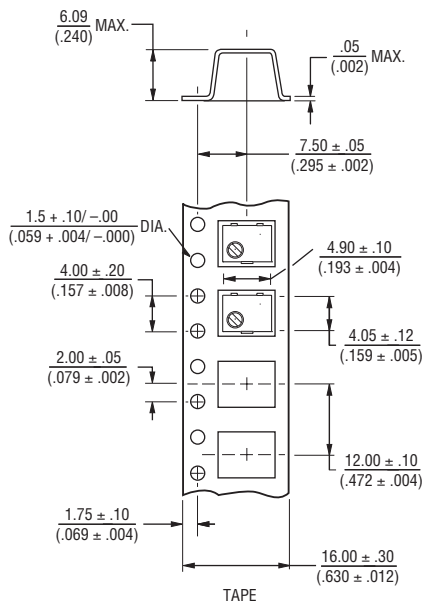 6.09 MAX.
(.240)
.05 MAX.
(.002)
7.50 ± .05
(.295 ± .002)
1.5 + .10/ –.00 DIA.
(.059 + .004/ –.000)
4.90 ± .10
(.193 ± .004)
4.00 ± .20
(.157 ± .008)
4.05 ± .12
(.159 ± .005)
2.00 ± .05
(.079 ± .002)
12.00 ± .10
(.472 ± .004)
1.75 ± .10
(.069 ± .004)
16.00 ± .30
(.630 ± .012)
TAPE